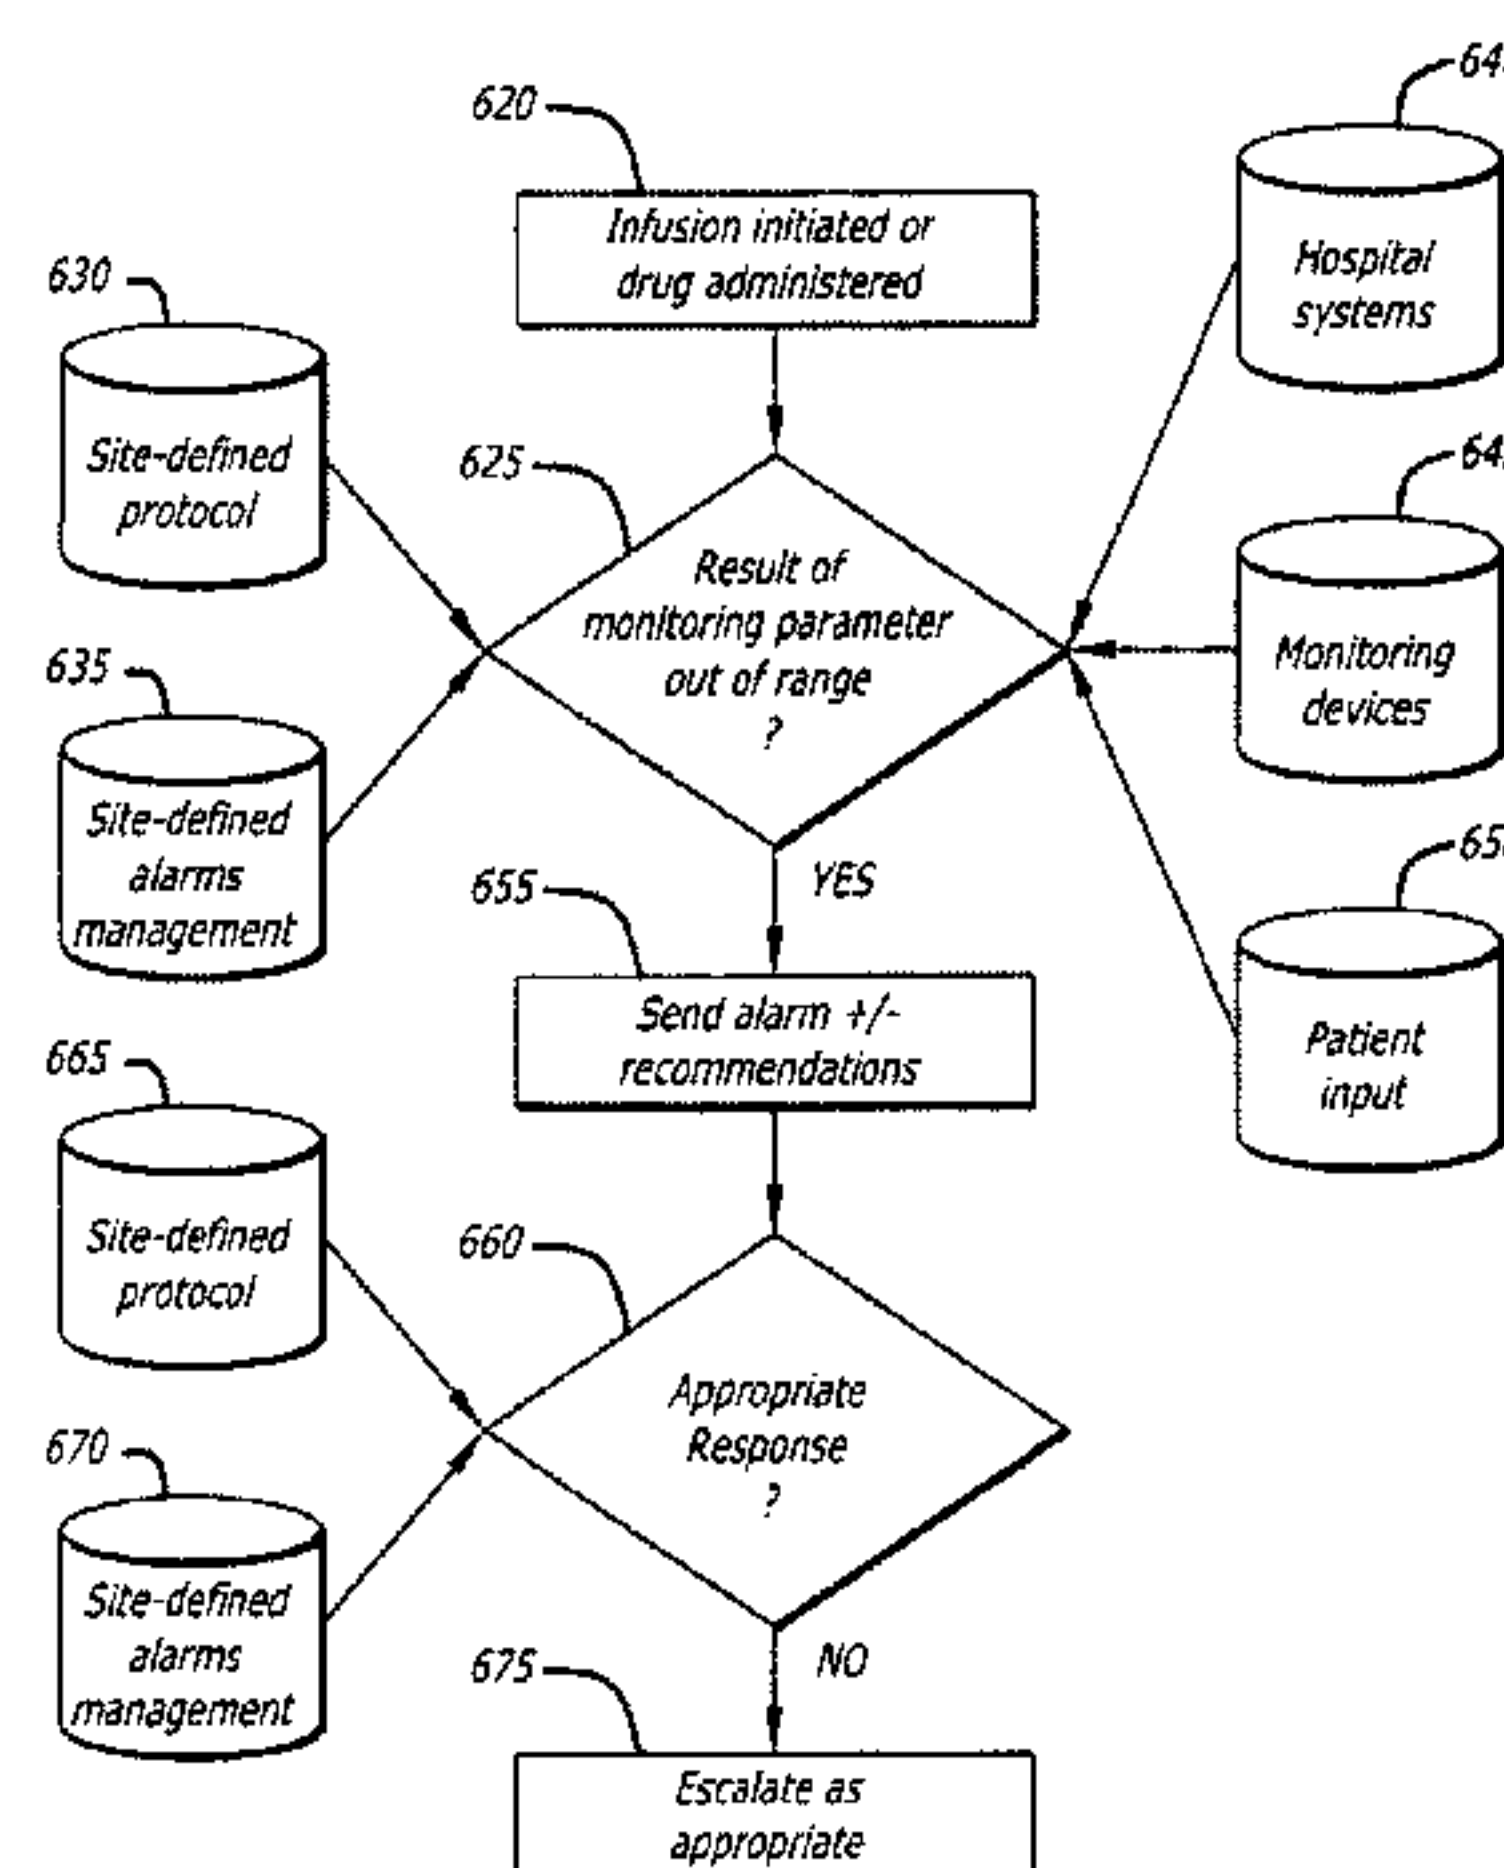 620
Infusion initiated or
drug administered
Hospital
systems
630
Site-defined
protocol
625
Result of
monitoring parameter
out of range
?
Monitoring
devices
635
Site-defined
alarms
management
YES
655
Send alarm +/-
recommendations
Patient
input
665
Site-defined
protocol
660
Appropriate
Response
?
670
Site-defined
alarms
management
NO
675
Escalate as
appropriate